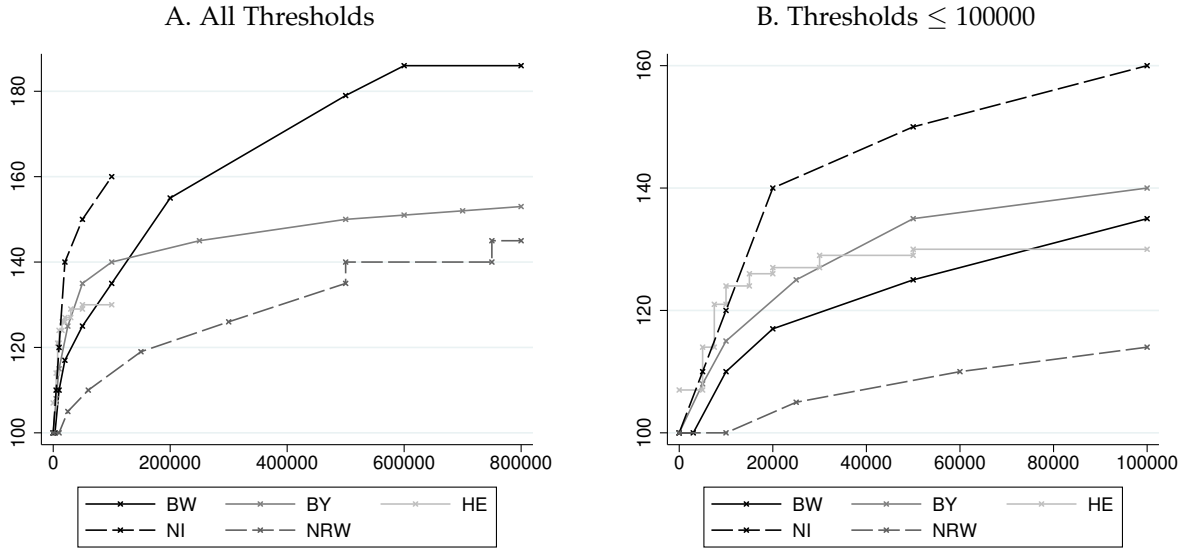 A. All Thresholds
180
160
140
120
100
0 200000 400000 600000 800000
BW BY HE
NI NRW
B. Thresholds ≤ 100000
160
140
120
100
0 20000 40000 60000 80000 100000
BW BY HE
NI NRW